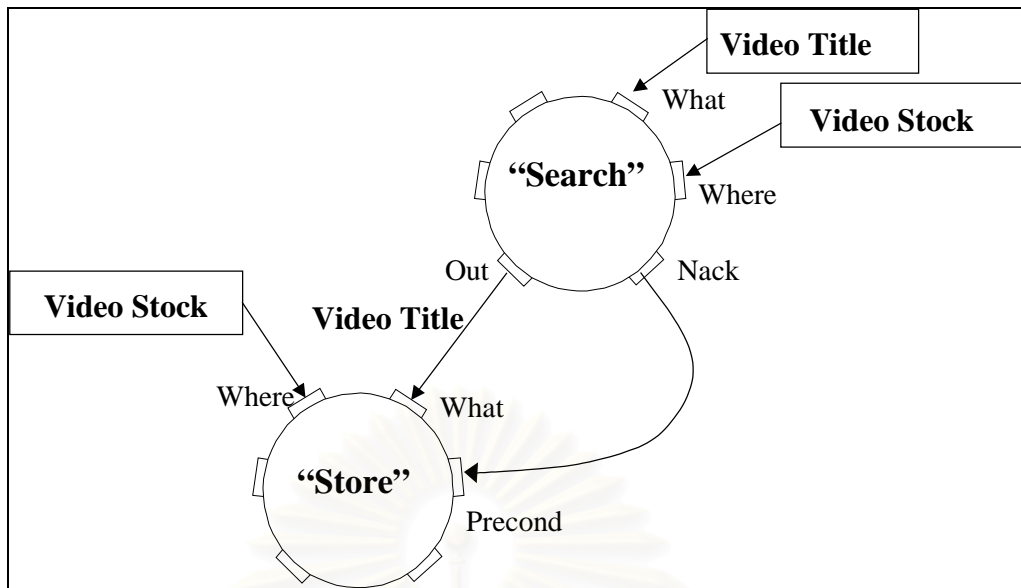 Video Title
What
Video Stock
“Search”
Where
Out
Nack
Video Stock
Video Title
Where
What
“Store”
Precond